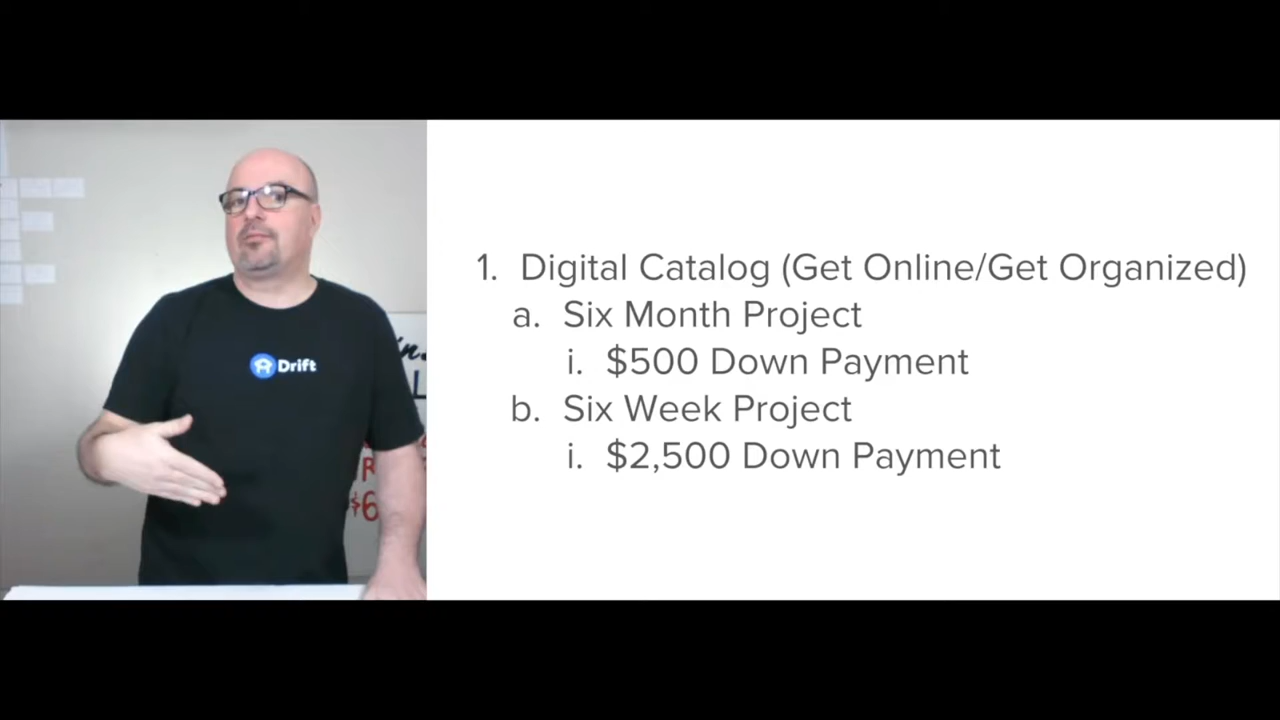 Drift
1. Digital Catalog (Get Online/Get Organized)
a. Six Month Project
i. $500 Down Payment
b. Six Week Project
i. $2,500 Down Payment
$6